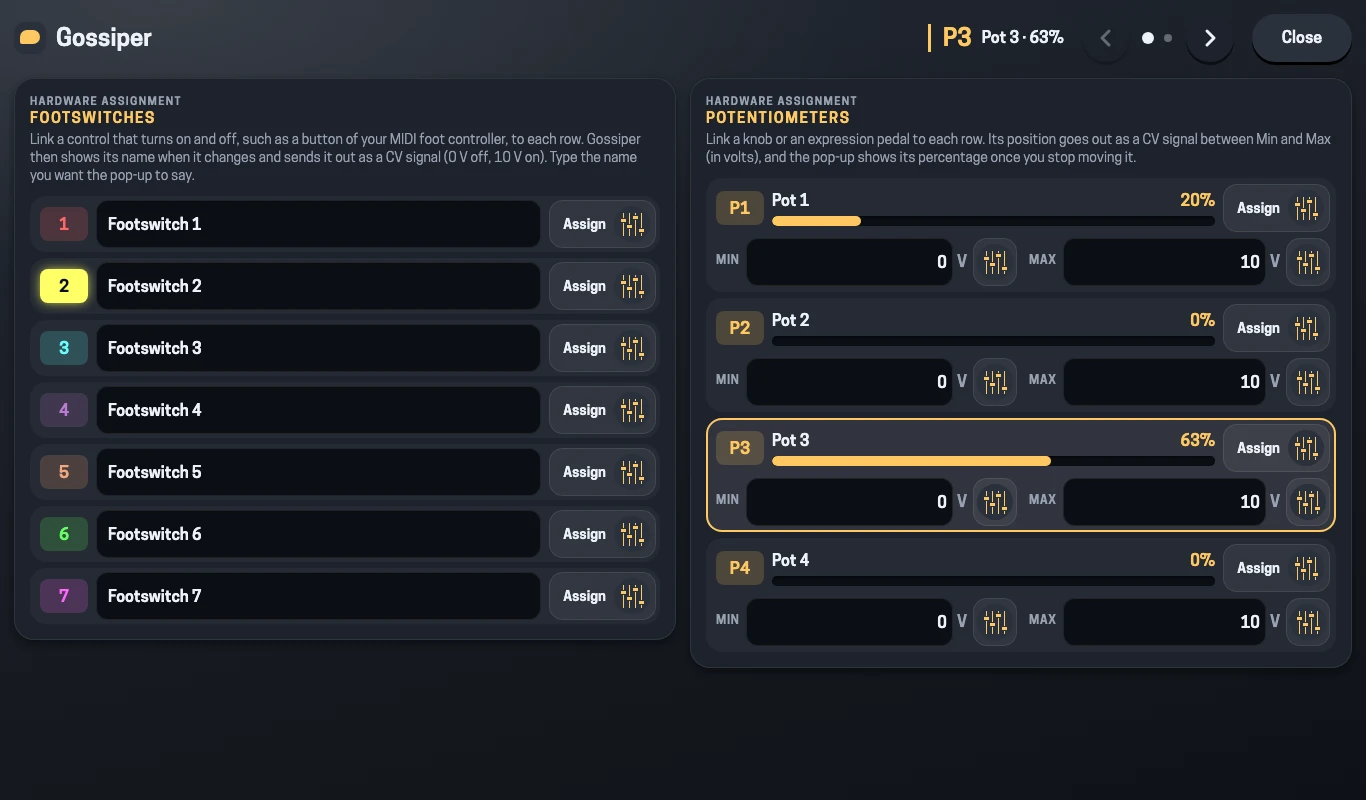 Gossiper
P3 Pot 3 · 63%
Close
HARDWARE ASSIGNMENT
FOOTSWITCHES
Link a control that turns on and off, such as a button of your MIDI foot controller, to each row. Gossiper
then shows its name when it changes and sends it out as a CV signal (0 V off, 10 V on). Type the name
you want the pop-up to say.
1 Footswitch 1 Assign
2 Footswitch 2 Assign
3 Footswitch 3 Assign
4 Footswitch 4 Assign
5 Footswitch 5 Assign
6 Footswitch 6 Assign
7 Footswitch 7 Assign
HARDWARE ASSIGNMENT
POTENTIOMETERS
Link a knob or an expression pedal to each row. Its position goes out as a CV signal between Min and Max
(in volts), and the pop-up shows its percentage once you stop moving it.
P1 Pot 1 20% Assign
MIN 0 V MAX 10 V
P2 Pot 2 0% Assign
MIN 0 V MAX 10 V
P3 Pot 3 63% Assign
MIN 0 V MAX 10 V
P4 Pot 4 0% Assign
MIN 0 V MAX 10 V